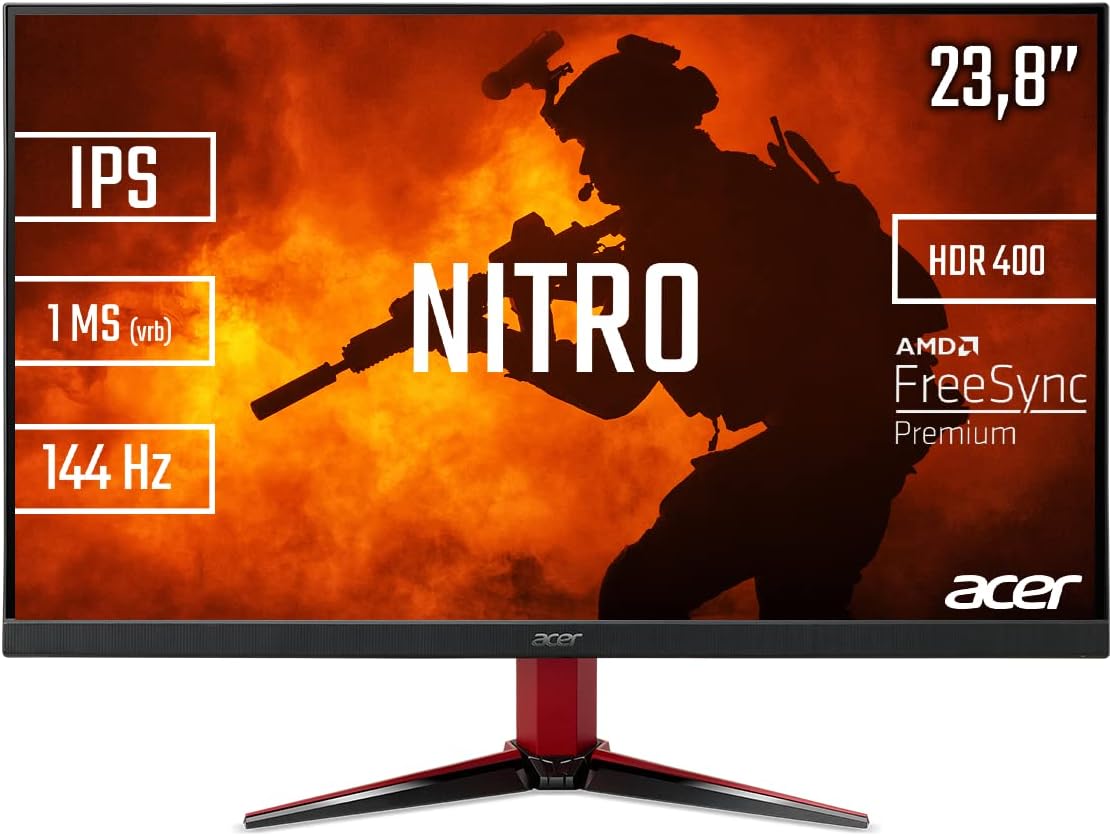 23,8"
IPS
1 MS (vrb)
144 Hz
NITRO
HDR 400
AMD
FreeSync
Premium
acer
acer